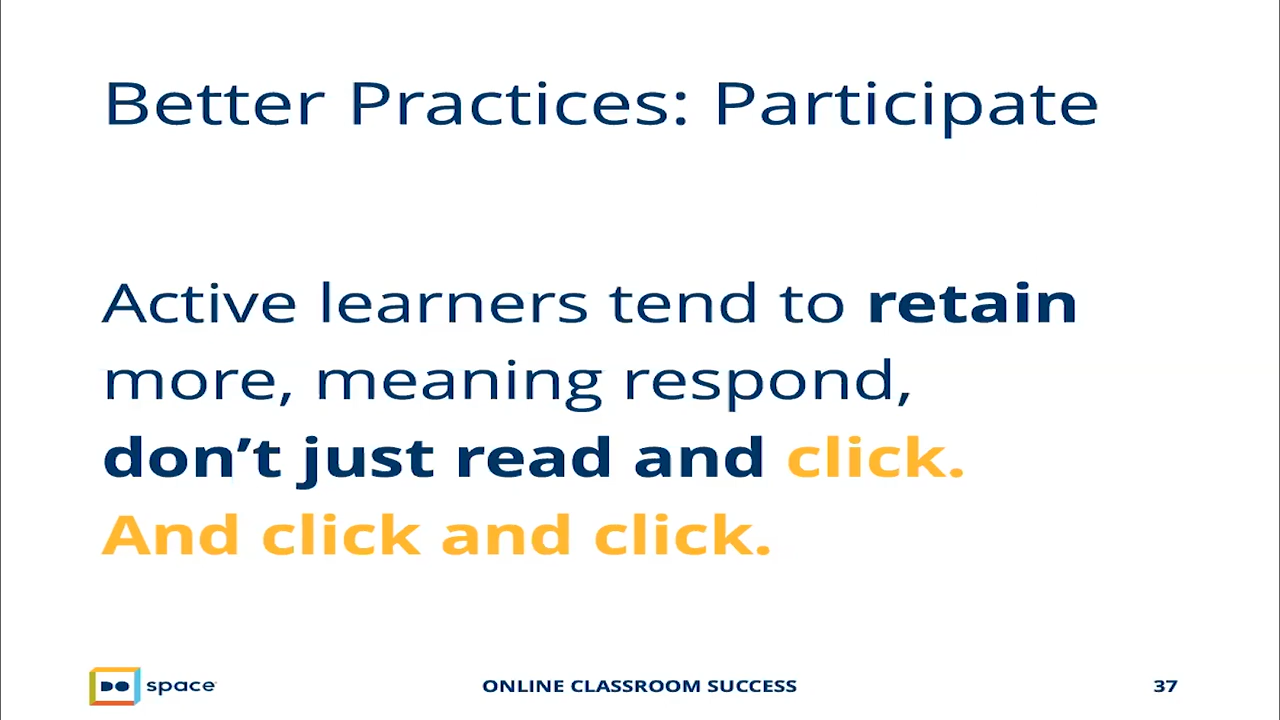 Better Practices: Participate
Active learners tend to retain
more, meaning respond,
don’t just read and click.
And click and click.
DO space
ONLINE CLASSROOM SUCCESS
37